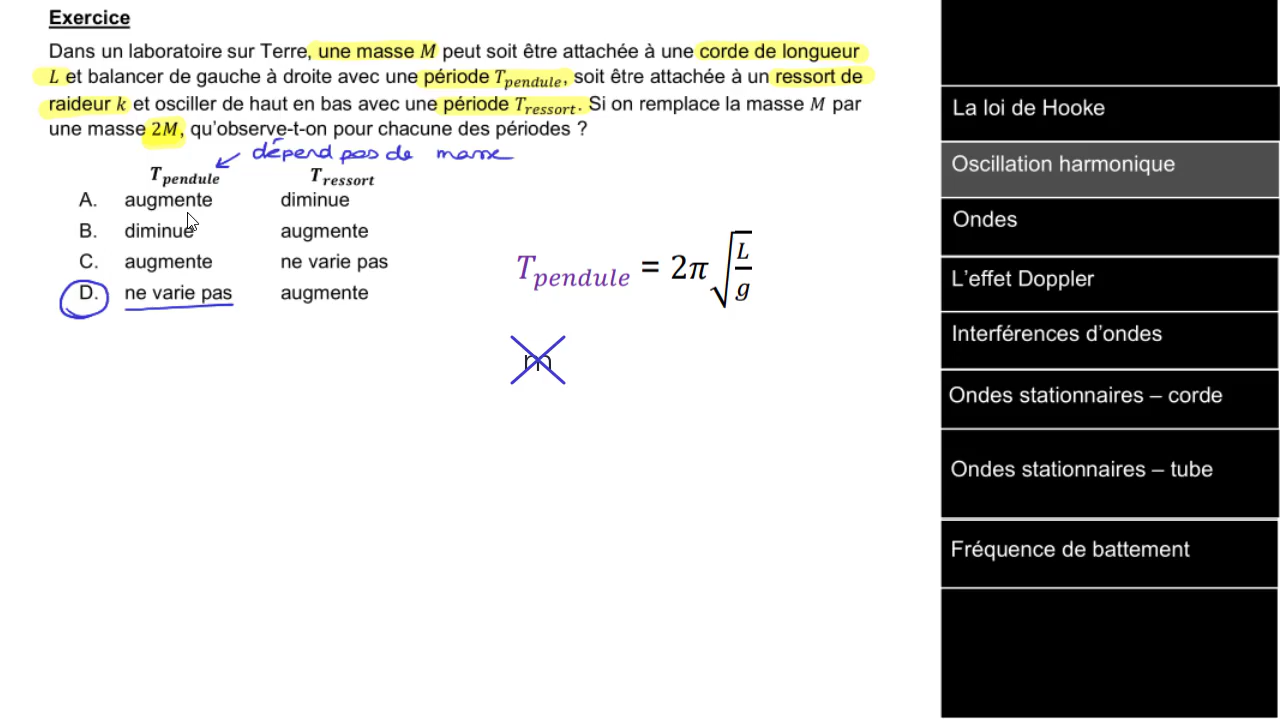 Exercice
Dans un laboratoire sur Terre, une masse M peut soit être attachée à une corde de longueur
L et balancer de gauche à droite avec une période T_pendule, soit être attachée à un ressort de
raideur k et osciller de haut en bas avec une période T_ressort. Si on remplace la masse M par
une masse 2M, qu'observe-t-on pour chacune des périodes ?
dépend pas de masse
T_pendule T_ressort
A. augmente diminue
B. diminue augmente
C. augmente ne varie pas
D. ne varie pas augmente
T_pendule = 2π√(L/g)
m
La loi de Hooke
Oscillation harmonique
Ondes
L'effet Doppler
Interférences d'ondes
Ondes stationnaires – corde
Ondes stationnaires – tube
Fréquence de battement